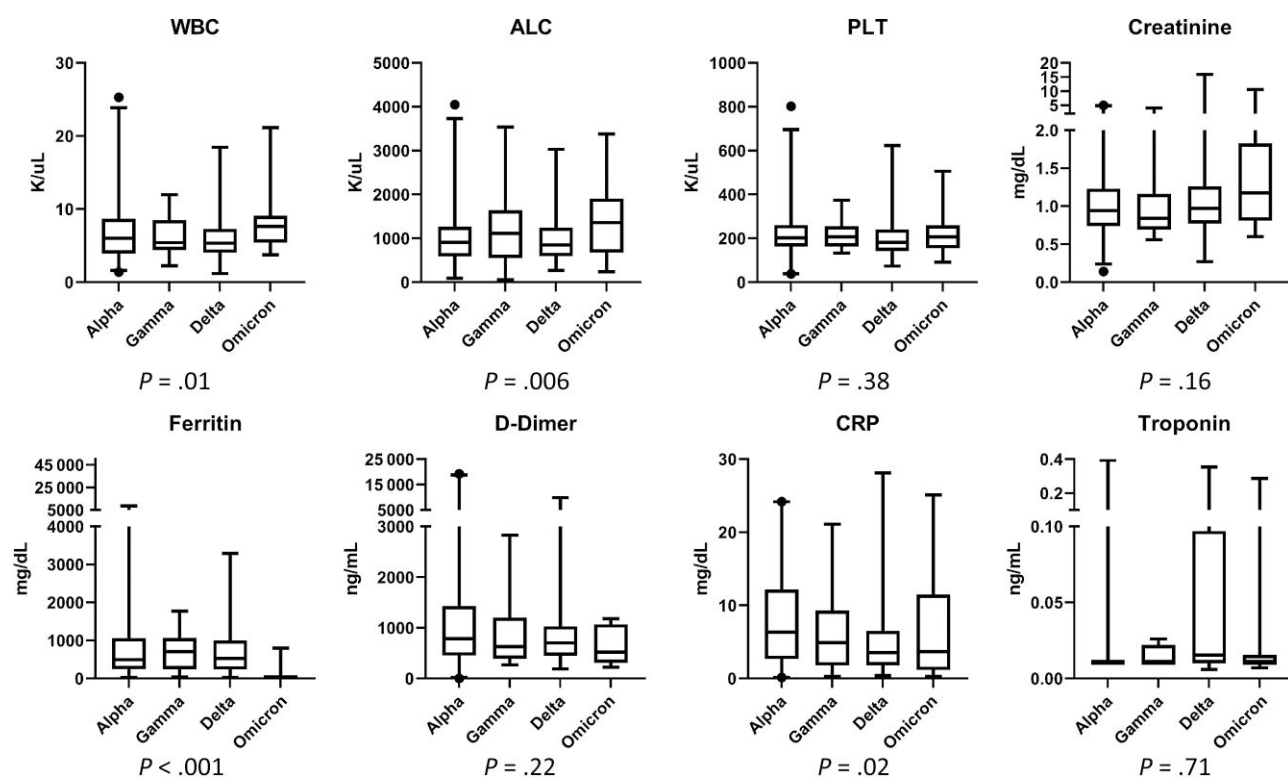 WBC
30
20
10
0
K/uL
Alpha
Gamma
Delta
Omicron
P = .01
ALC
5000
4000
3000
2000
1000
0
K/uL
Alpha
Gamma
Delta
Omicron
P = .006
PLT
1000
800
600
400
200
0
K/uL
Alpha
Gamma
Delta
Omicron
P = .38
Creatinine
20
15
10
5
2.0
1.5
1.0
0.5
0.0
mg/dL
Alpha
Gamma
Delta
Omicron
P = .16
Ferritin
45 000
25 000
5000
4000
3000
2000
1000
0
mg/dL
Alpha
Gamma
Delta
Omicron
P < .001
D-Dimer
25 000
15 000
5000
3000
2000
1000
0
ng/mL
Alpha
Gamma
Delta
Omicron
P = .22
CRP
30
20
10
0
mg/dL
Alpha
Gamma
Delta
Omicron
P = .02
Troponin
0.4
0.2
0.10
0.05
0.00
ng/mL
Alpha
Gamma
Delta
Omicron
P = .71